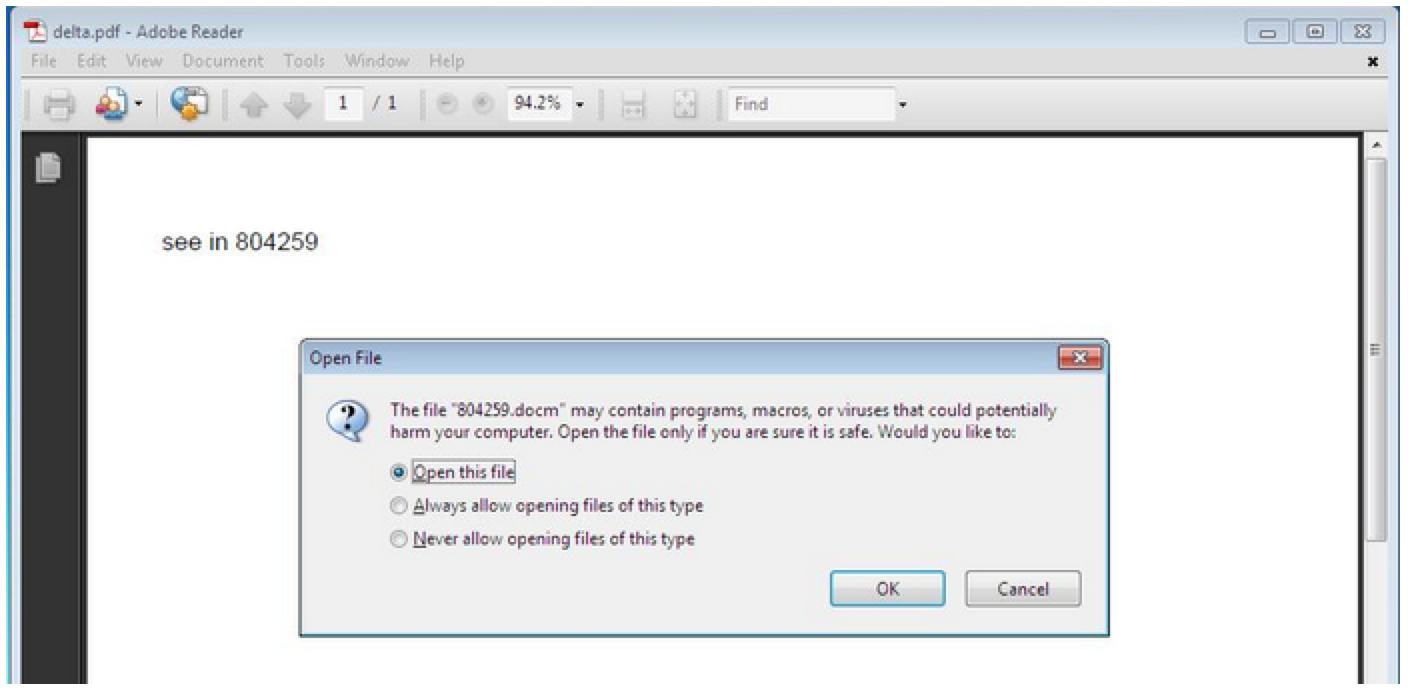 delta.pdf - Adobe Reader
File Edit View Document Tools Window Help
1 / 1 94.2% Find
see in 804259
Open File
The file "804259.docm" may contain programs, macros, or viruses that could potentially
harm your computer. Open the file only if you are sure it is safe. Would you like to:
Open this file
Always allow opening files of this type
Never allow opening files of this type
OK Cancel